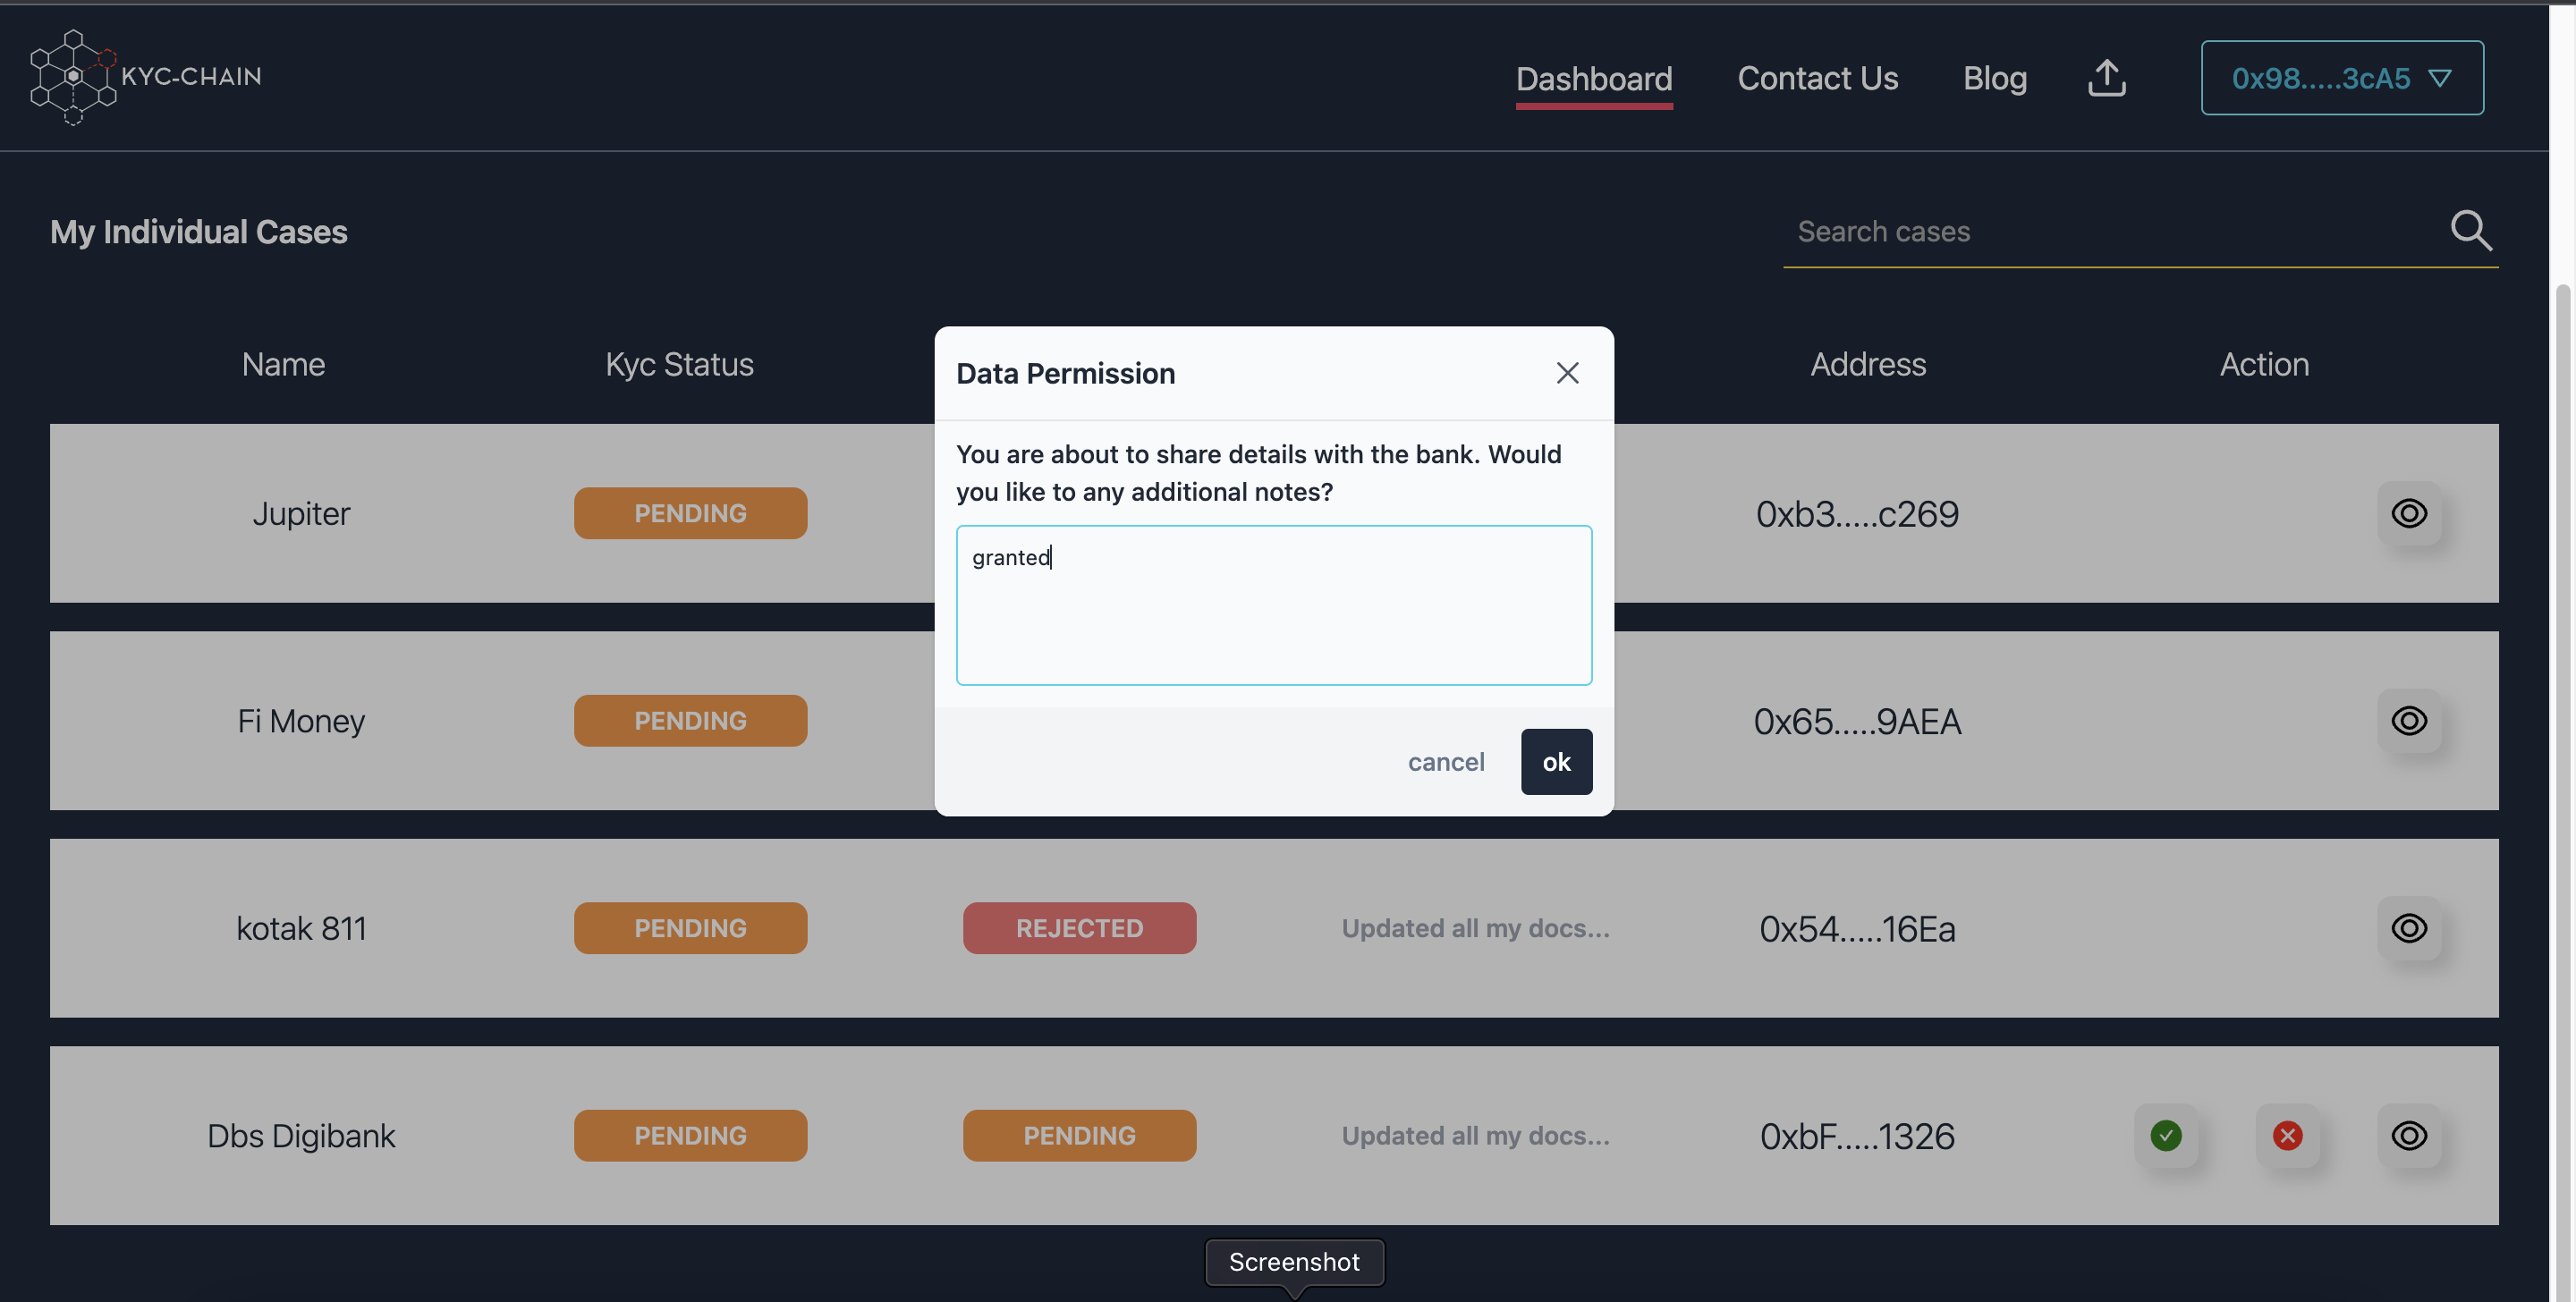 KYC-CHAIN
Dashboard
Contact Us
Blog
0x98.....3cA5
My Individual Cases
Search cases
Name
Kyc Status
Address
Action
Data Permission
You are about to share details with the bank. Would
you like to any additional notes?
granted
cancel
ok
Jupiter
PENDING
0xb3.....c269
Fi Money
PENDING
0x65.....9AEA
kotak 811
PENDING
REJECTED
Updated all my docs...
0x54.....16Ea
Dbs Digibank
PENDING
PENDING
Updated all my docs...
0xbF.....1326
Screenshot